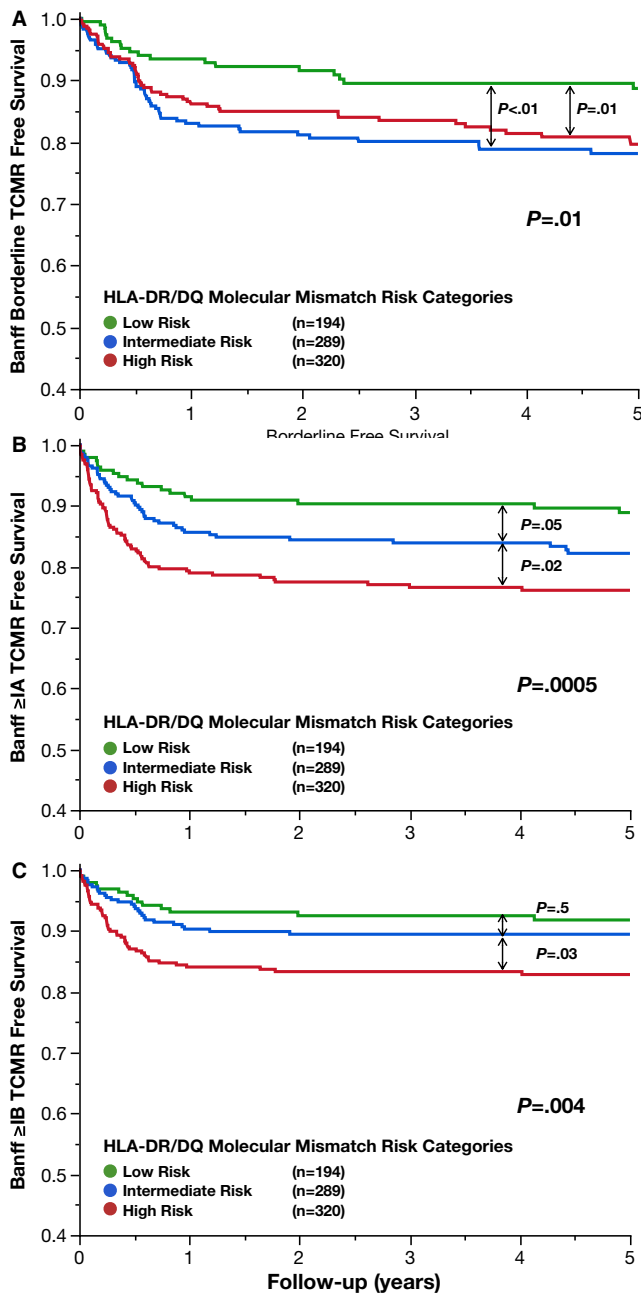 A
Banff Borderline TCMR Free Survival
1.0
0.9
0.8
0.7
0.6
0.5
0.4
P<.01
P=.01
P=.01
HLA-DR/DQ Molecular Mismatch Risk Categories
Low Risk (n=194)
Intermediate Risk (n=289)
High Risk (n=320)
0 1 2 3 4 5
Borderline Free Survival
B
Banff ≥IA TCMR Free Survival
1.0
0.9
0.8
0.7
0.6
0.5
0.4
P=.05
P=.02
P=.0005
HLA-DR/DQ Molecular Mismatch Risk Categories
Low Risk (n=194)
Intermediate Risk (n=289)
High Risk (n=320)
0 1 2 3 4 5
C
Banff ≥IB TCMR Free Survival
1.0
0.9
0.8
0.7
0.6
0.5
0.4
P=.5
P=.03
P=.004
HLA-DR/DQ Molecular Mismatch Risk Categories
Low Risk (n=194)
Intermediate Risk (n=289)
High Risk (n=320)
0 1 2 3 4 5
Follow-up (years)